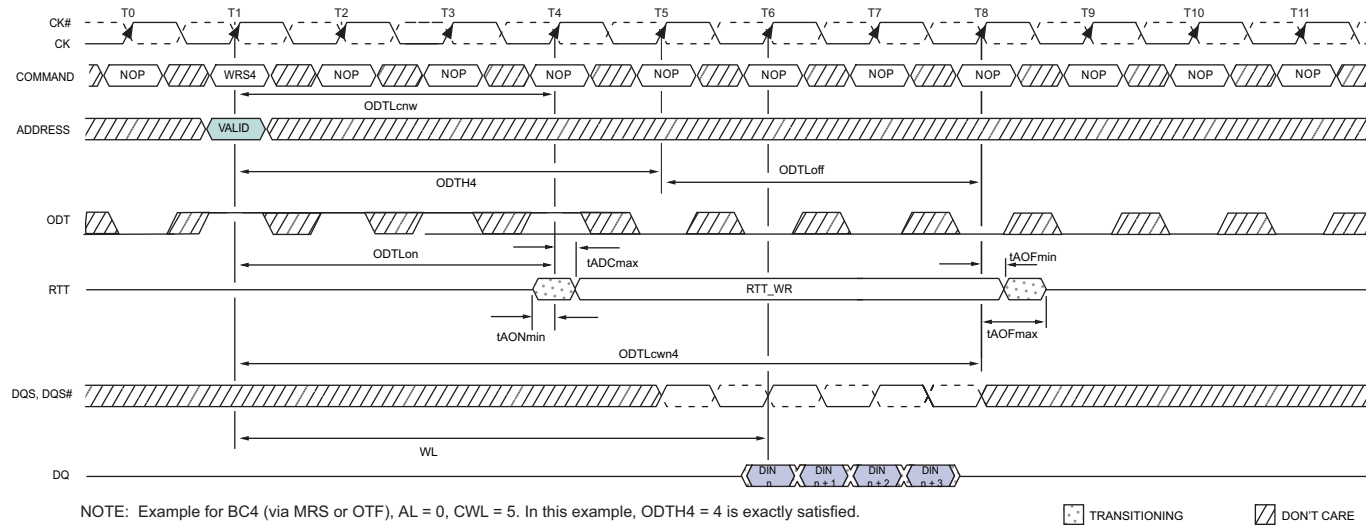 T0 T1 T2 T3 T4 T5 T6 T7 T8 T9 T10 T11
CK#
CK
COMMAND NOP WRS4 NOP NOP NOP NOP NOP NOP NOP NOP NOP NOP
ODTLcnw
ADDRESS VALID
ODTH4 ODTLoff
ODT
ODTLon tADCmax tAOFmin
RTT RTT_WR
tAONmin tAOFmax
ODTLcwn4
DQS, DQS#
WL
DQ DIN n DIN n + 1 DIN n + 2 DIN n + 3
NOTE: Example for BC4 (via MRS or OTF), AL = 0, CWL = 5. In this example, ODTH4 = 4 is exactly satisfied.
TRANSITIONING DON'T CARE